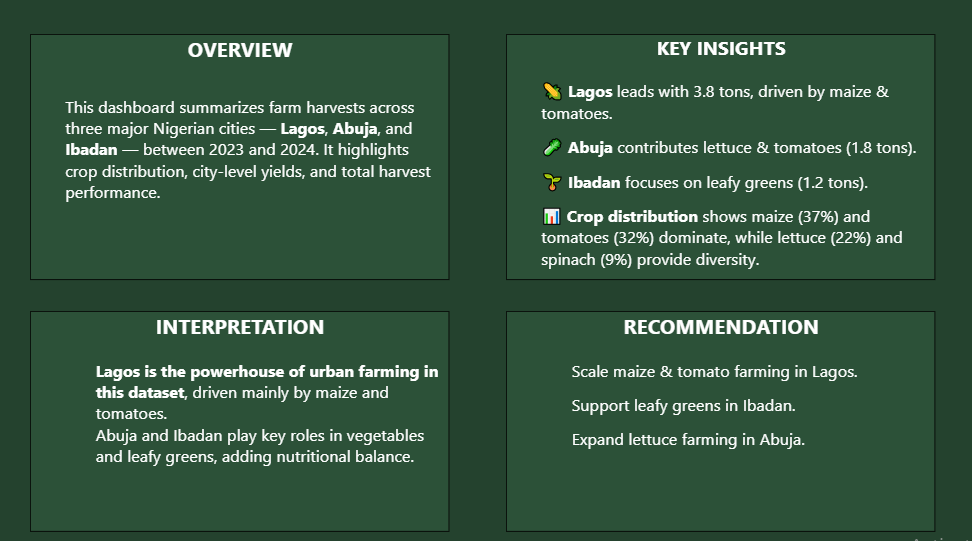 OVERVIEW
This dashboard summarizes farm harvests across
three major Nigerian cities — Lagos, Abuja, and
Ibadan — between 2023 and 2024. It highlights
crop distribution, city-level yields, and total harvest
performance.
KEY INSIGHTS
🌽 Lagos leads with 3.8 tons, driven by maize &
tomatoes.
Abuja contributes lettuce & tomatoes (1.8 tons).
🌱 Ibadan focuses on leafy greens (1.2 tons).
📊 Crop distribution shows maize (37%) and
tomatoes (32%) dominate, while lettuce (22%) and
spinach (9%) provide diversity.
INTERPRETATION
Lagos is the powerhouse of urban farming in
this dataset, driven mainly by maize and
tomatoes.
Abuja and Ibadan play key roles in vegetables
and leafy greens, adding nutritional balance.
RECOMMENDATION
Scale maize & tomato farming in Lagos.
Support leafy greens in Ibadan.
Expand lettuce farming in Abuja.